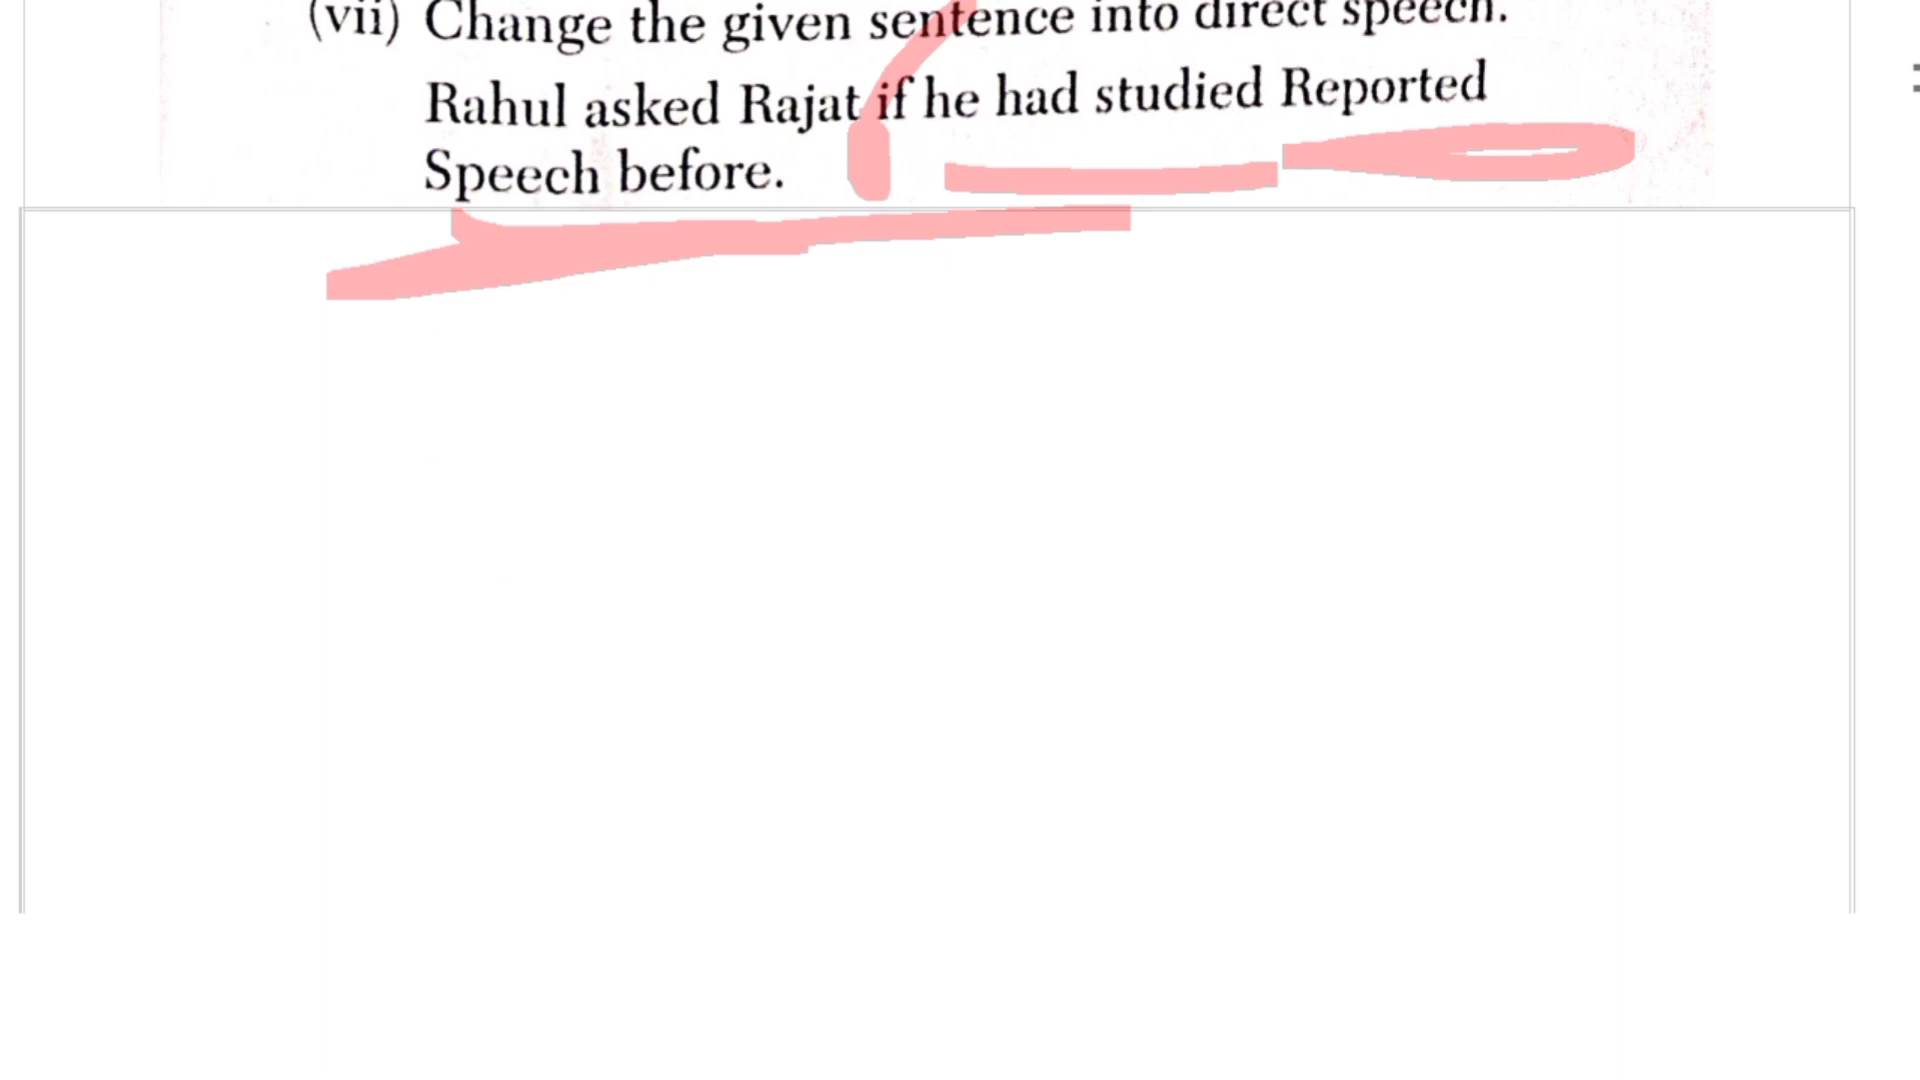 (vii) Change the given sentence into direct speech.
Rahul asked Rajat if he had studied Reported
Speech before.